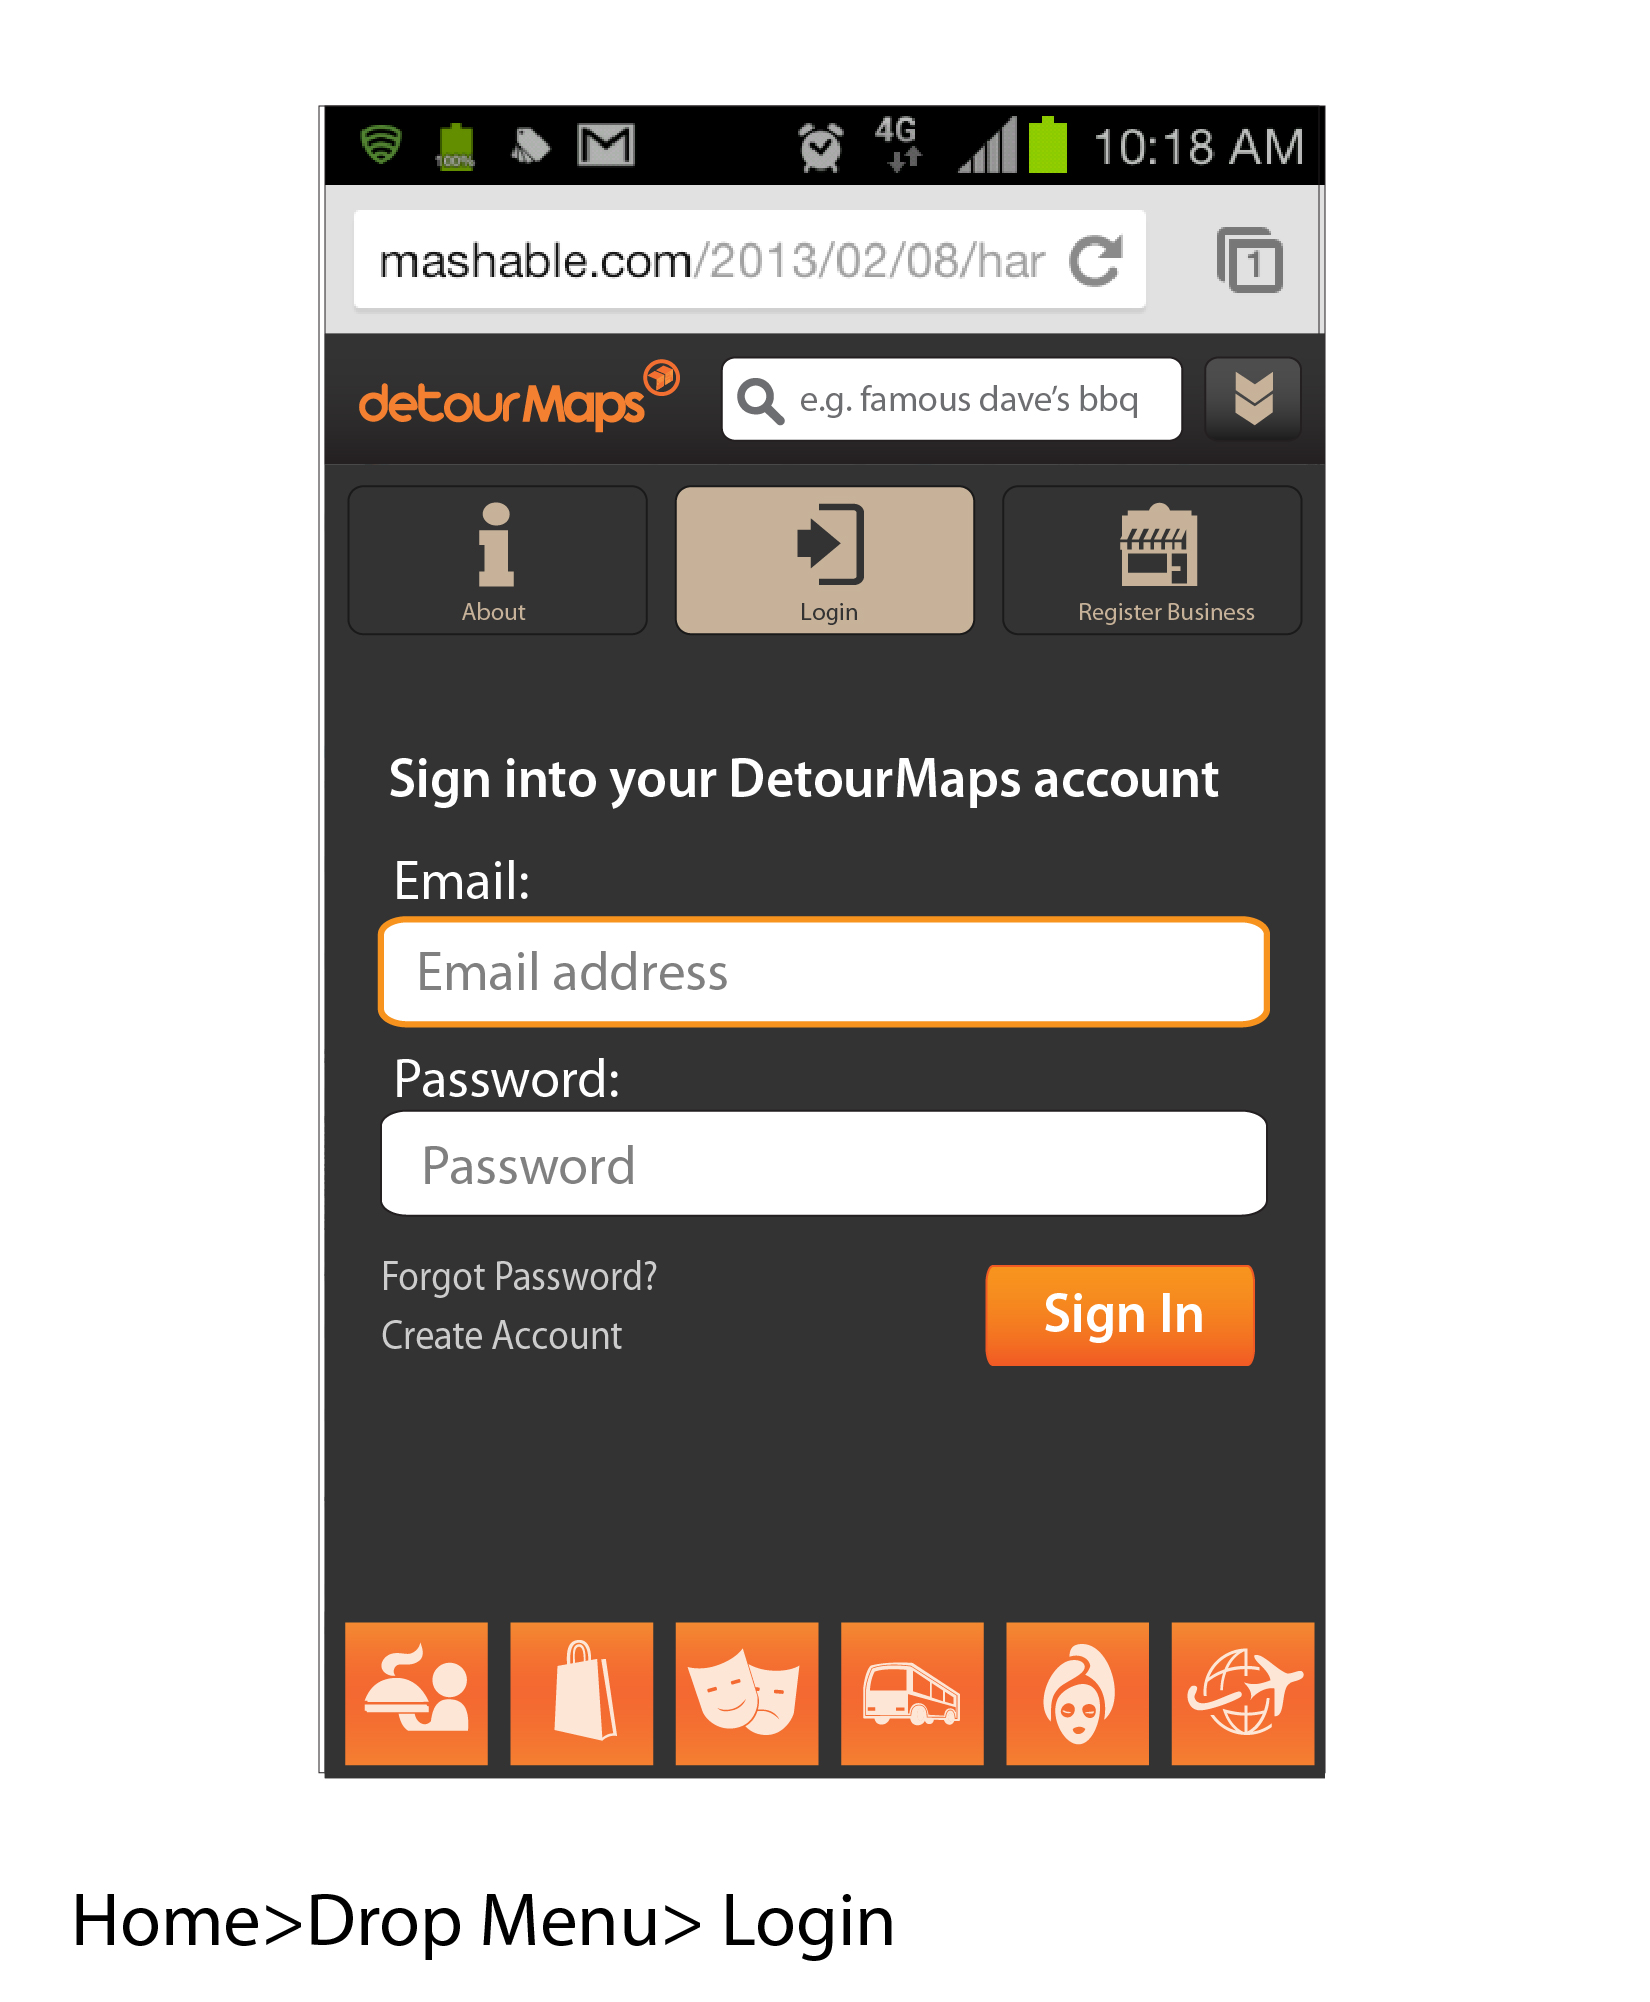 100%
4G
10:18 AM
mashable.com/2013/02/08/har
1
detourMaps
e.g. famous dave's bbq
About
Login
Register Business
Sign into your DetourMaps account
Email:
Email address
Password:
Password
Forgot Password?
Sign In
Create Account
Home>Drop Menu> Login